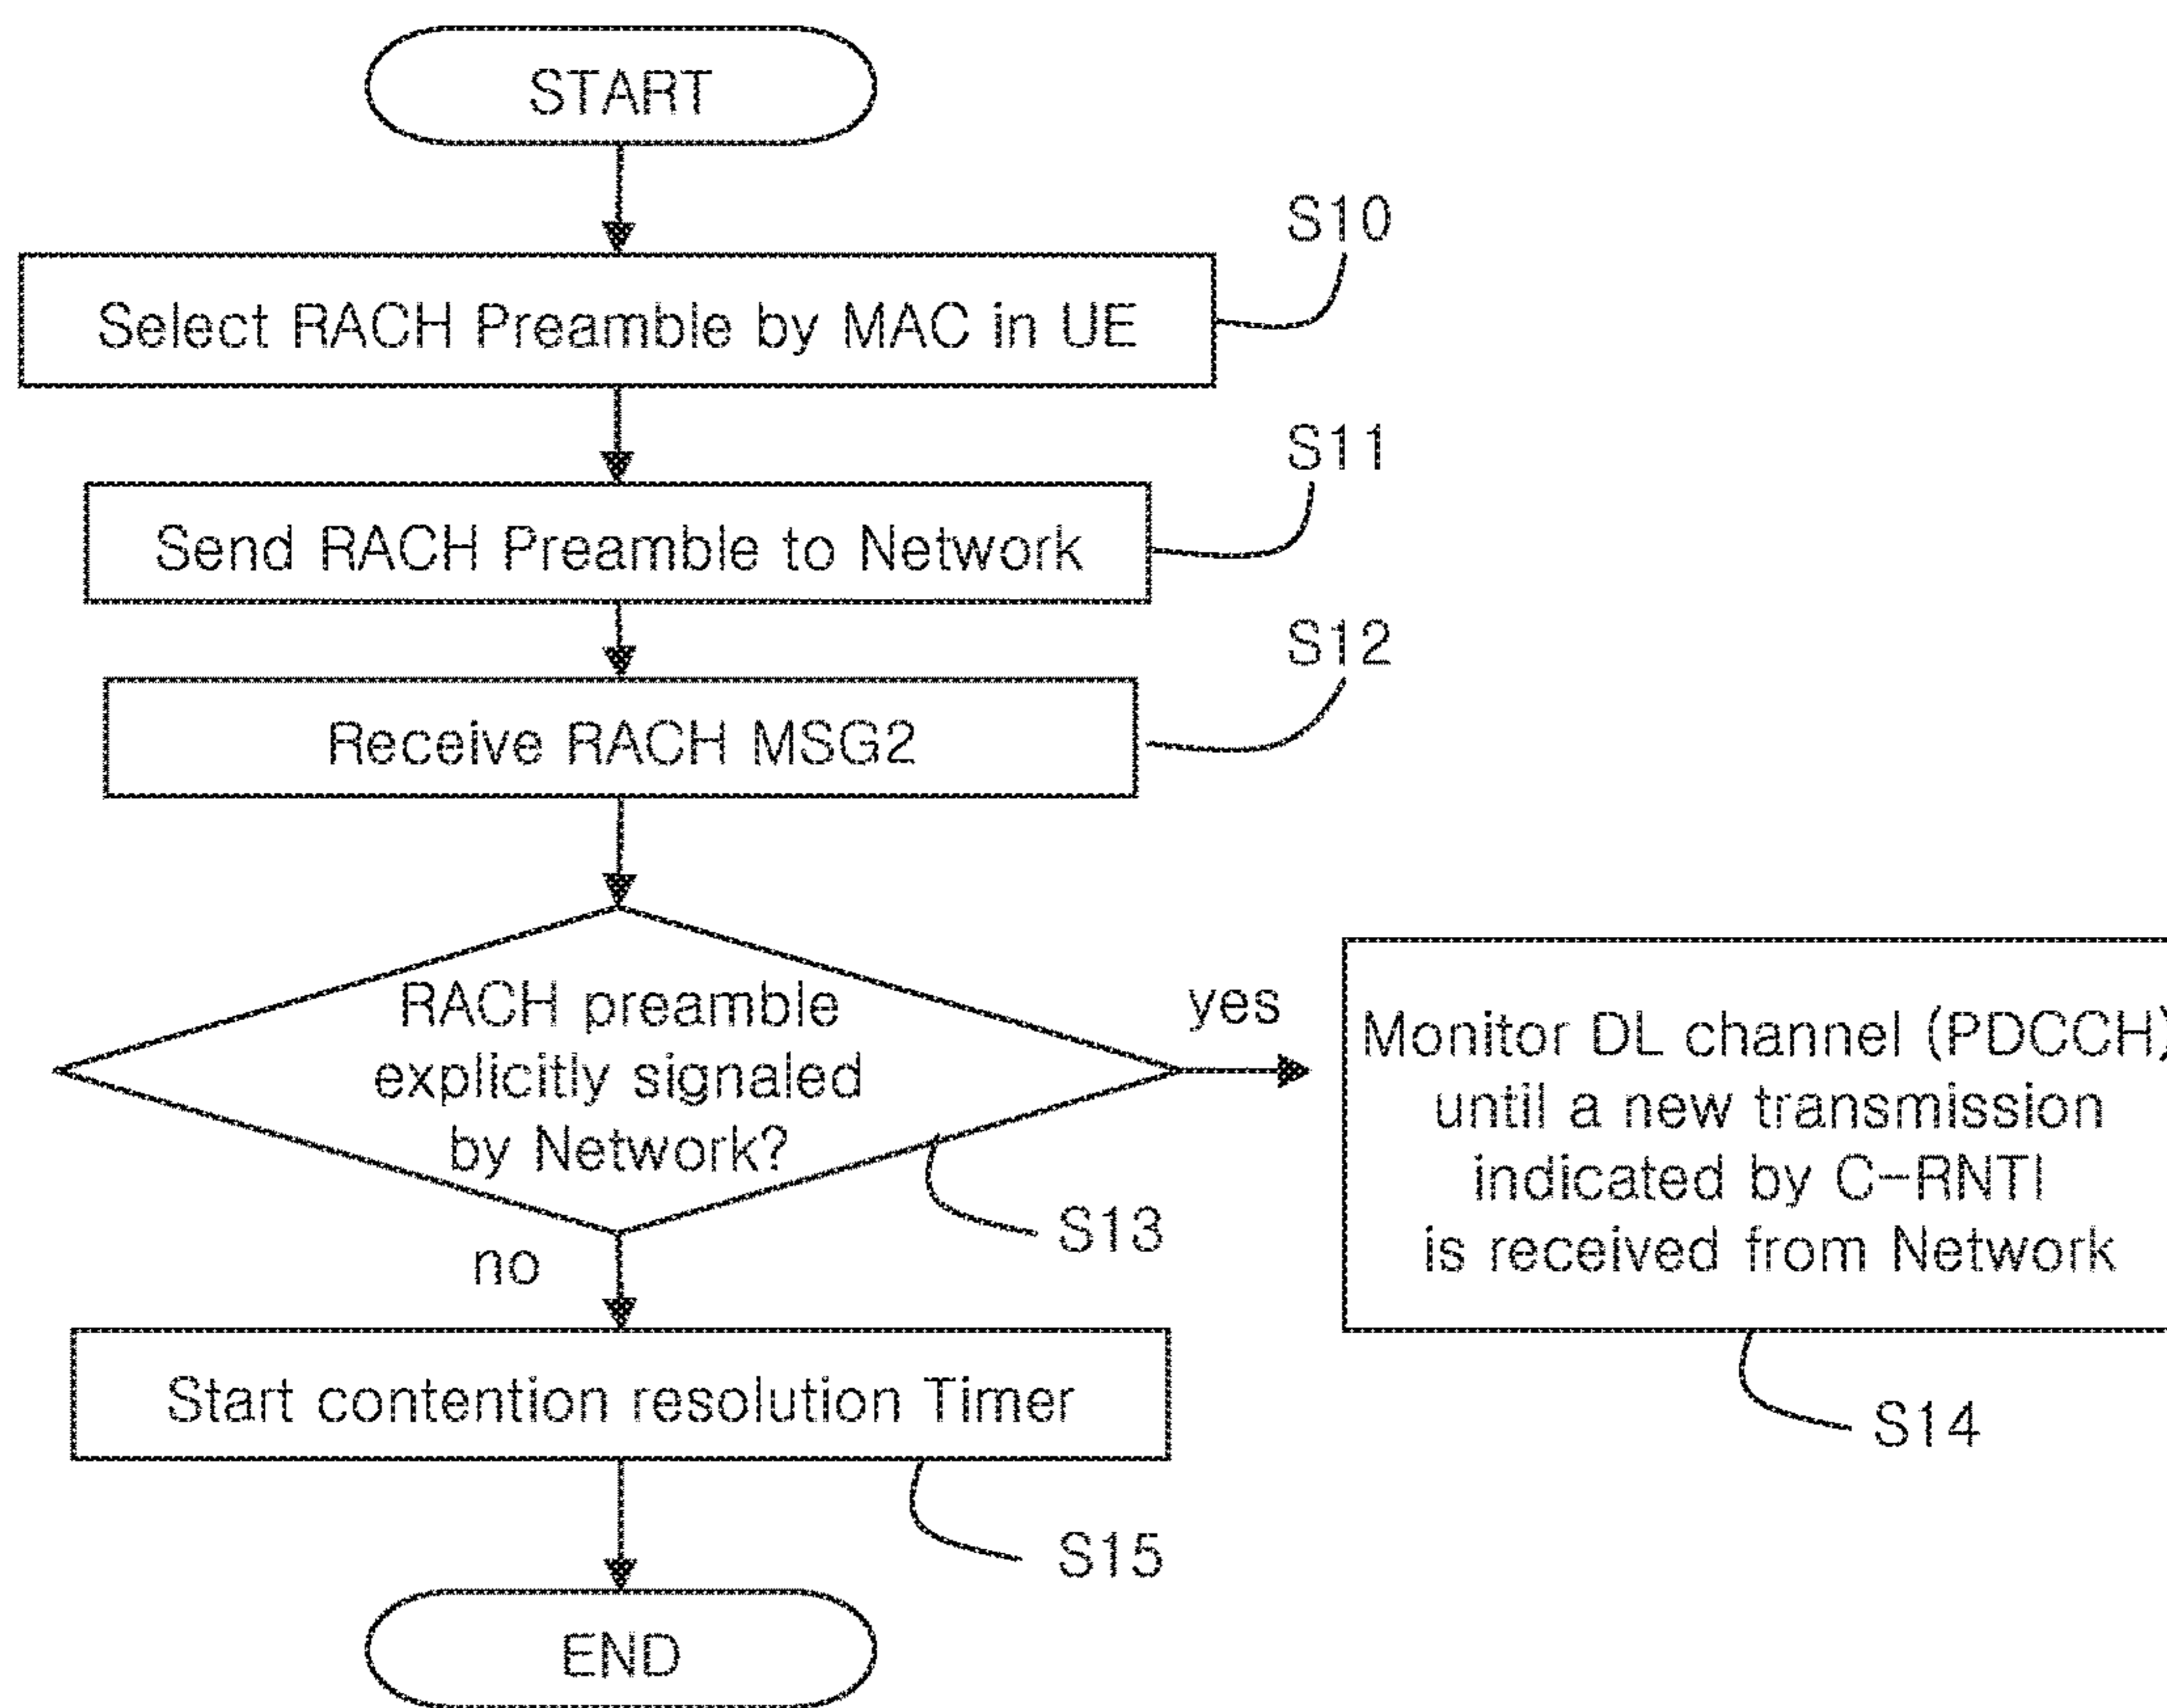 START
S10
Select RACH Preamble by MAC in UE
S11
Send RACH Preamble to Network
S12
Receive RACH MSG2
RACH preamble
explicitly signaled
by Network?
yes
Monitor DL channel (PDCCH)
until a new transmission
indicated by C-RNTI
is received from Network
S13
no
S14
Start contention resolution Timer
S15
END